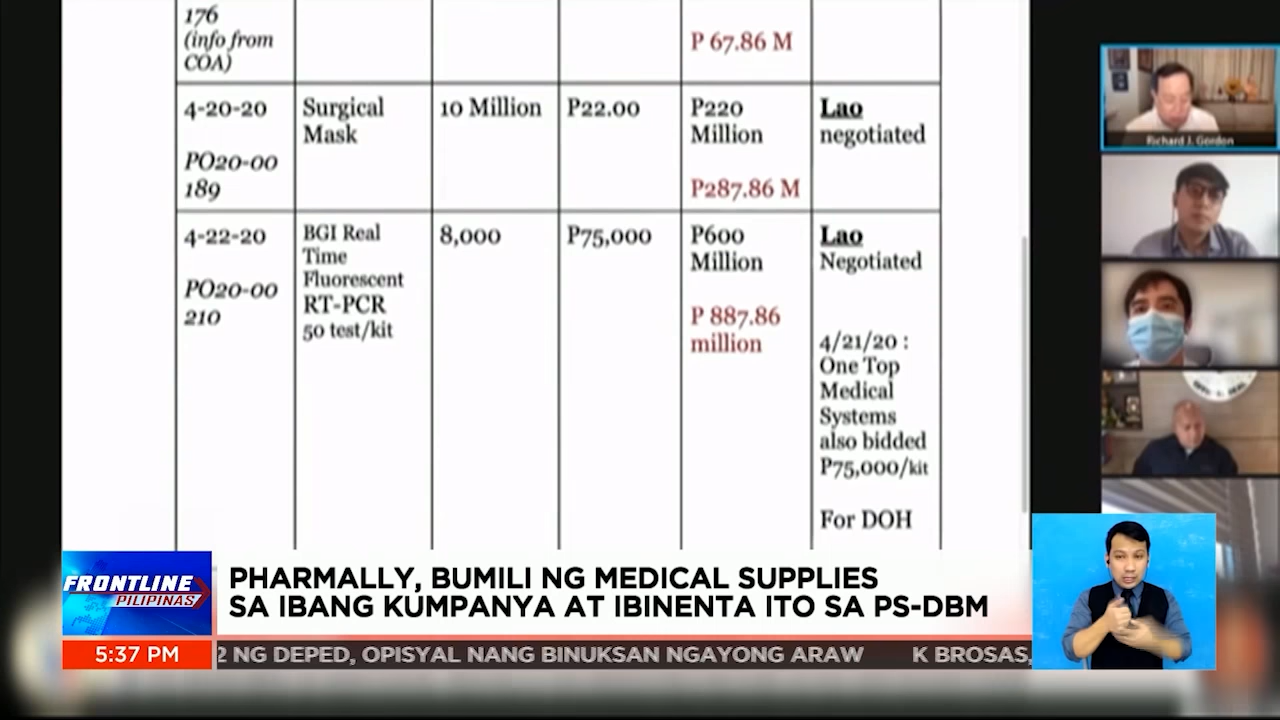 176
(info from
COA)
P 67.86 M
4-20-20
PO20-00
189
Surgical
Mask
10 Million
P22.00
P220
Million
P287.86 M
Lao
negotiated
4-22-20
PO20-00
210
BGI Real
Time
Fluorescent
RT-PCR
50 test/kit
8,000
P75,000
P600
Million
P 887.86
million
Lao
Negotiated
4/21/20 :
One Top
Medical
Systems
also bidded
P75,000/kit
For DOH
Richard J. Gordon
FRONTLINE
PILIPINAS
PHARMALLY, BUMILI NG MEDICAL SUPPLIES
SA IBANG KUMPANYA AT IBINENTA ITO SA PS-DBM
5:37 PM
2 NG DEPED, OPISYAL NANG BINUKSAN NGAYONG ARAW K BROSAS,